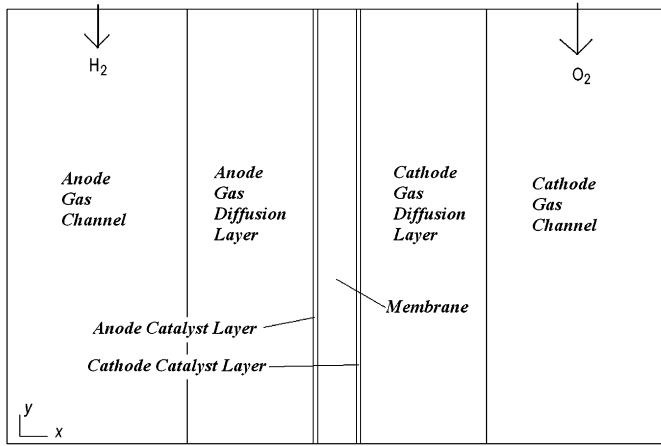 H2
O2
Anode
Gas
Channel
Anode
Gas
Diffusion
Layer
Cathode
Gas
Diffusion
Layer
Cathode
Gas
Channel
Membrane
Anode Catalyst Layer
Cathode Catalyst Layer
y
x